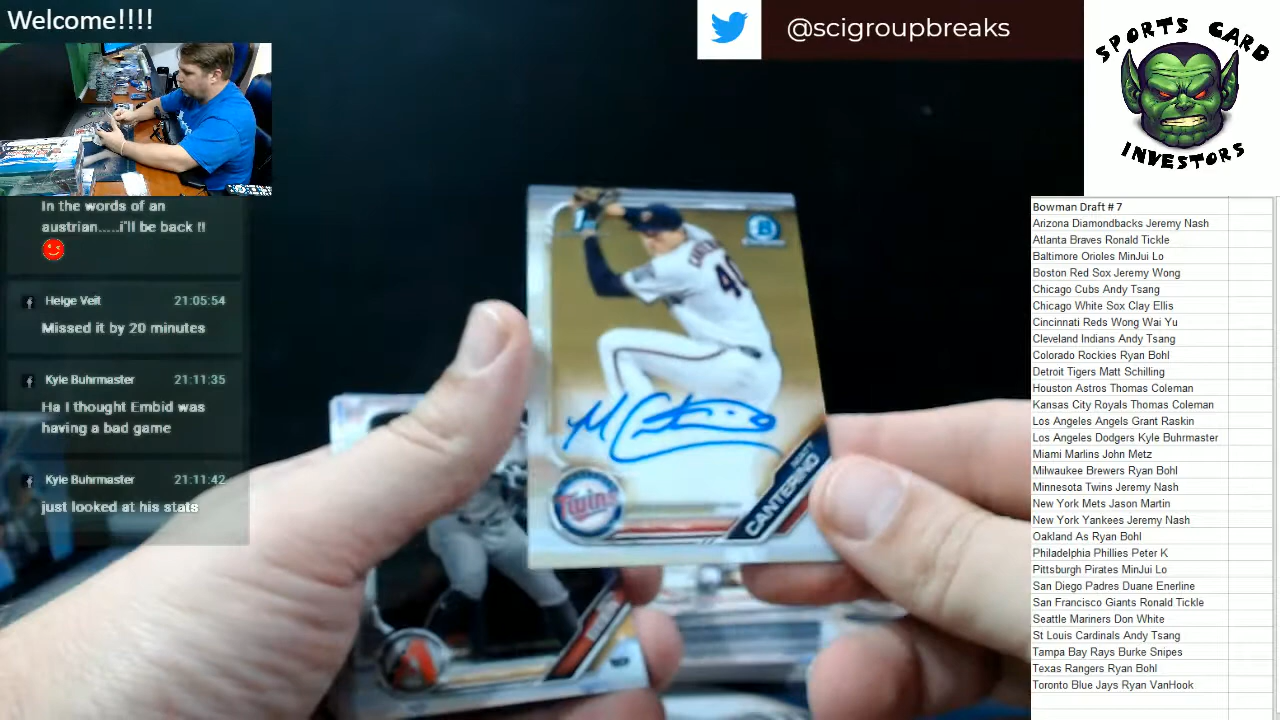 Welcome!!!!
@scigroupbreaks
SPORTS CARD
INVESTORS
In the words of an
austrian.....i'll be back !!
Helge Veit 21:05:54
Missed it by 20 minutes
Kyle Buhrmaster 21:11:35
Ha I thought Embid was
having a bad game
Kyle Buhrmaster 21:11:42
just looked at his stats
40
Twins
CANTERINO
Bowman Draft # 7
Arizona Diamondbacks Jeremy Nash
Atlanta Braves Ronald Tickle
Baltimore Orioles MinJui Lo
Boston Red Sox Jeremy Wong
Chicago Cubs Andy Tsang
Chicago White Sox Clay Ellis
Cincinnati Reds Wong Wai Yu
Cleveland Indians Andy Tsang
Colorado Rockies Ryan Bohl
Detroit Tigers Matt Schilling
Houston Astros Thomas Coleman
Kansas City Royals Thomas Coleman
Los Angeles Angels Grant Raskin
Los Angeles Dodgers Kyle Buhrmaster
Miami Marlins John Metz
Milwaukee Brewers Ryan Bohl
Minnesota Twins Jeremy Nash
New York Mets Jason Martin
New York Yankees Jeremy Nash
Oakland As Ryan Bohl
Philadelphia Phillies Peter K
Pittsburgh Pirates MinJui Lo
San Diego Padres Duane Enerline
San Francisco Giants Ronald Tickle
Seattle Mariners Don White
St Louis Cardinals Andy Tsang
Tampa Bay Rays Burke Snipes
Texas Rangers Ryan Bohl
Toronto Blue Jays Ryan VanHook